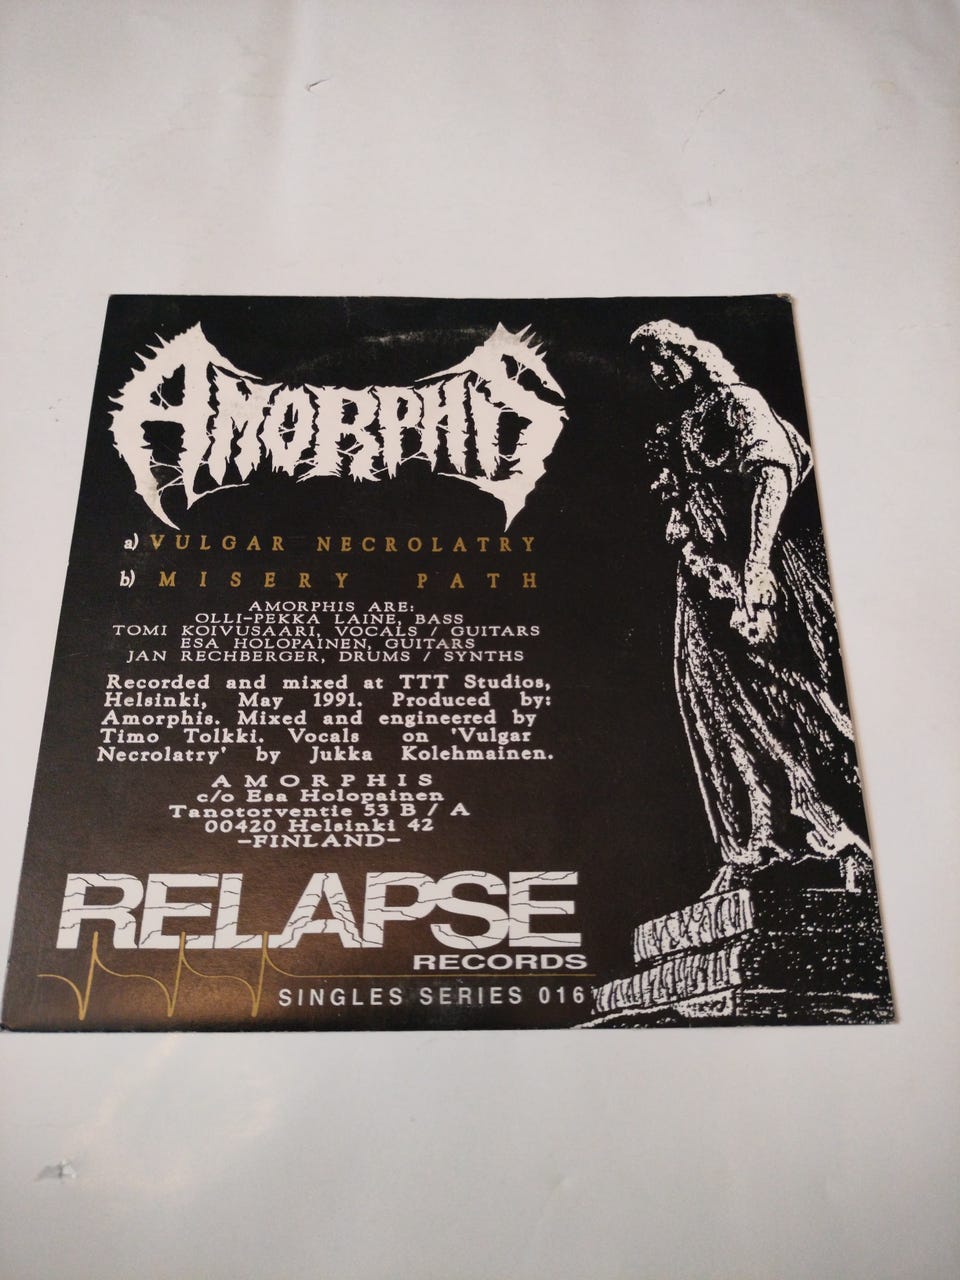 AMORPHIS
a) VULGAR NECROLATRY
b) MISERY PATH
AMORPHIS ARE:
OLLI-PEKKA LAINE, BASS
TOMI KOIVUSAARI, VOCALS / GUITARS
ESA HOLOPAINEN, GUITARS
JAN RECHBERGER, DRUMS / SYNTHS
Recorded and mixed at TTT Studios,
Helsinki, May 1991. Produced by:
Amorphis. Mixed and engineered by
Timo Tolkki. Vocals on 'Vulgar
Necrolatry' by Jukka Kolehmainen.
AMORPHIS
c/o Esa Holopainen
Tanotorventie 53 B / A
00420 Helsinki 42
-FINLAND-
RELAPSE
RECORDS
SINGLES SERIES 016